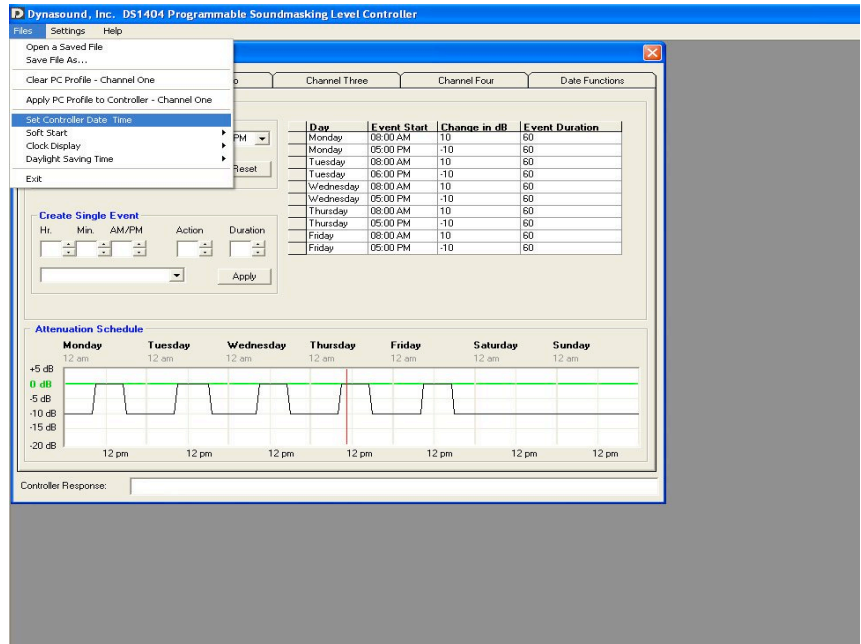 Dynasound, Inc.  DS1404 Programmable Soundmasking Level Controller
Files Settings Help
Open a Saved File
Save File As...
Clear PC Profile - Channel One
Apply PC Profile to Controller - Channel One
Set Controller Date  Time
Soft Start
Clock Display
Daylight Saving Time
Exit
Channel Three Channel Four Date Functions
PM
Reset
Day Event Start Change in dB Event Duration
Monday 08:00 AM 10 60
Monday 05:00 PM -10 60
Tuesday 08:00 AM 10 60
Tuesday 06:00 PM -10 60
Wednesday 08:00 AM 10 60
Wednesday 05:00 PM -10 60
Thursday 08:00 AM 10 60
Thursday 05:00 PM -10 60
Friday 08:00 AM 10 60
Friday 05:00 PM -10 60
Create Single Event
Hr. Min. AM/PM Action Duration
Apply
Attenuation Schedule
Monday Tuesday Wednesday Thursday Friday Saturday Sunday
12 am 12 am 12 am 12 am 12 am 12 am 12 am
+5 dB
0 dB
-5 dB
-10 dB
-15 dB
-20 dB
12 pm 12 pm 12 pm 12 pm 12 pm 12 pm 12 pm
Controller Response: